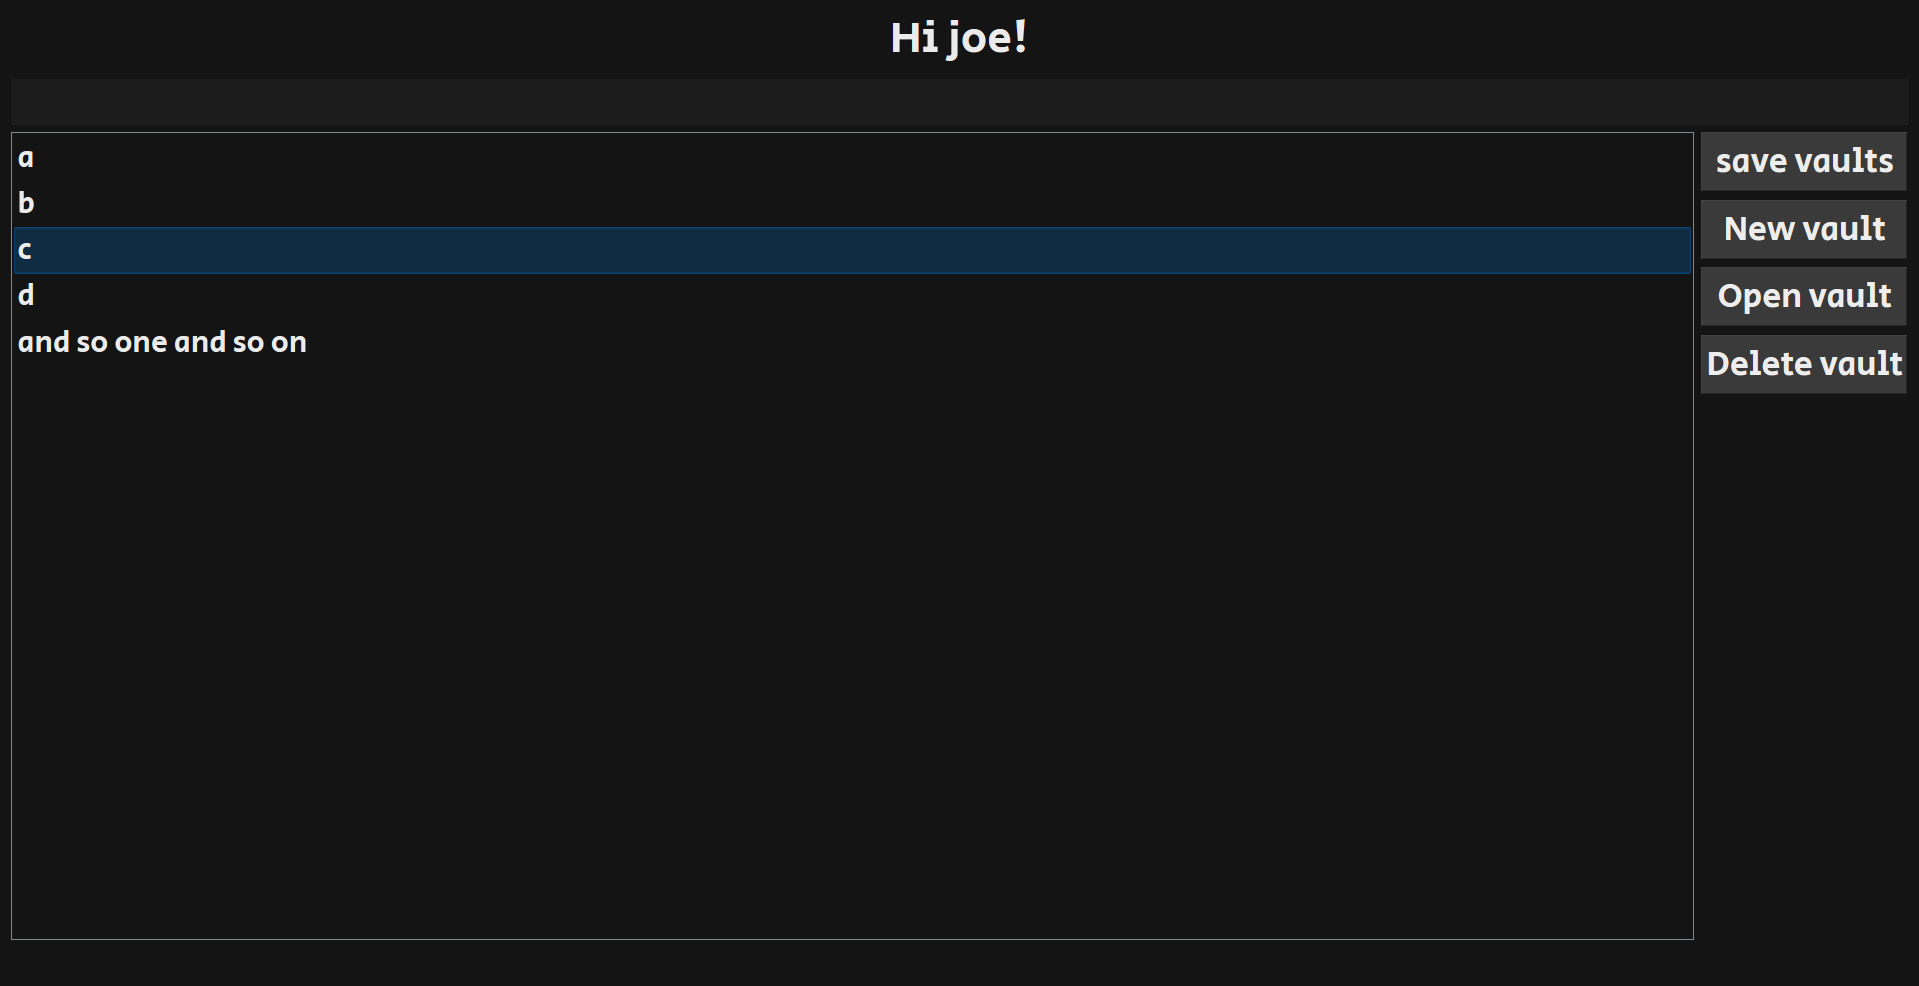 Hi joe!
a
b
c
d
and so one and so on
save vaults
New vault
Open vault
Delete vault